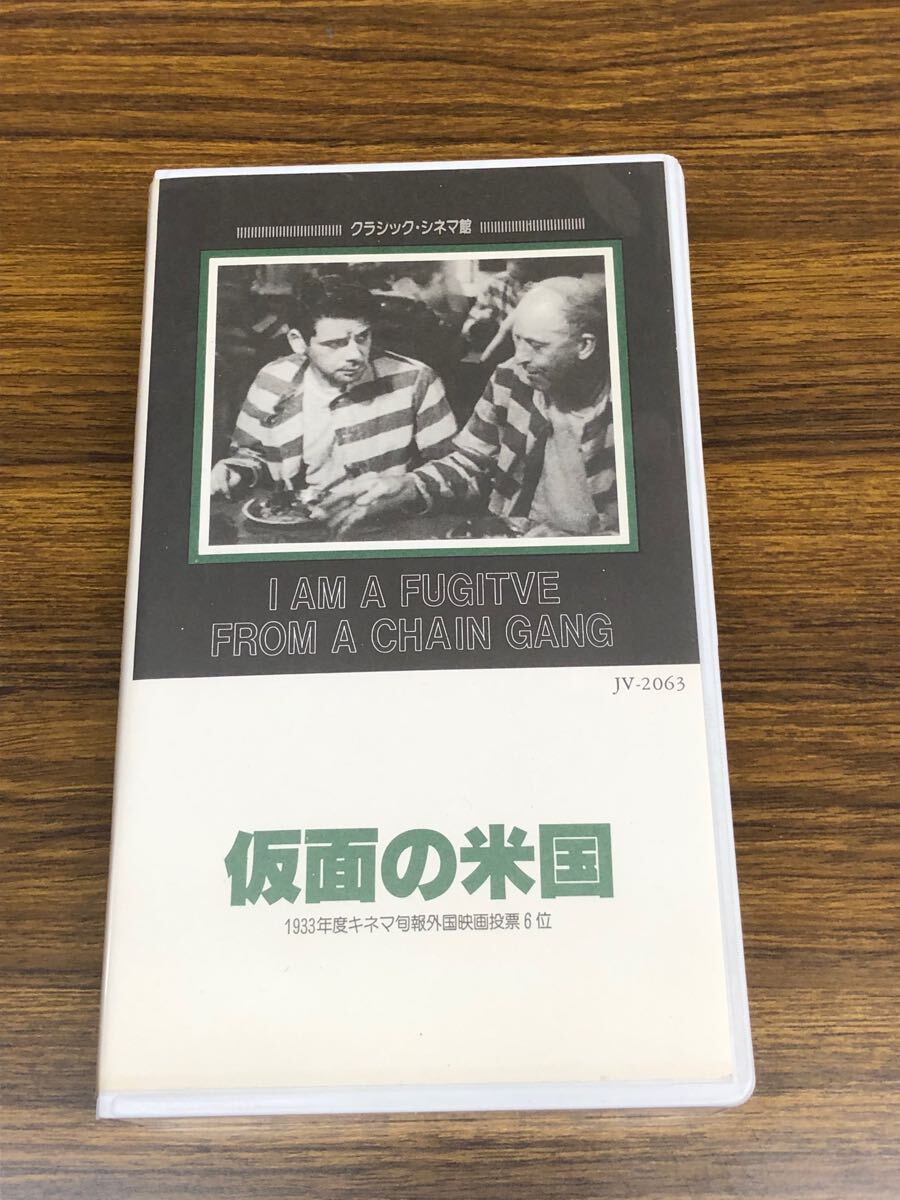 クラシック・シネマ館
I AM A FUGITVE
FROM A CHAIN GANG
JV-2063
仮面の米国
1933年度キネマ旬報外国映画投票6位